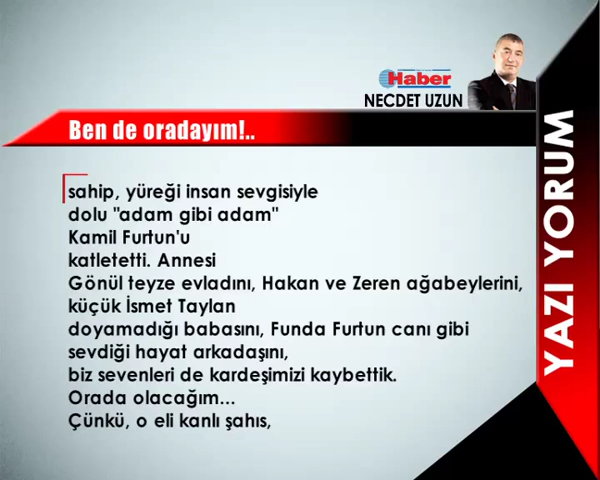 Haber
NECDET UZUN
Ben de oradayım!..
sahip, yüreği insan sevgisiyle
dolu "adam gibi adam"
Kamil Furtun'u
katletetti. Annesi
Gönül teyze evladını, Hakan ve Zeren ağabeylerini,
küçük İsmet Taylan
doyamadığı babasını, Funda Furtun canı gibi
sevdiği hayat arkadaşını,
biz sevenleri de kardeşimizi kaybettik.
Orada olacağım...
Çünkü, o eli kanlı şahıs,
YAZI YORUM